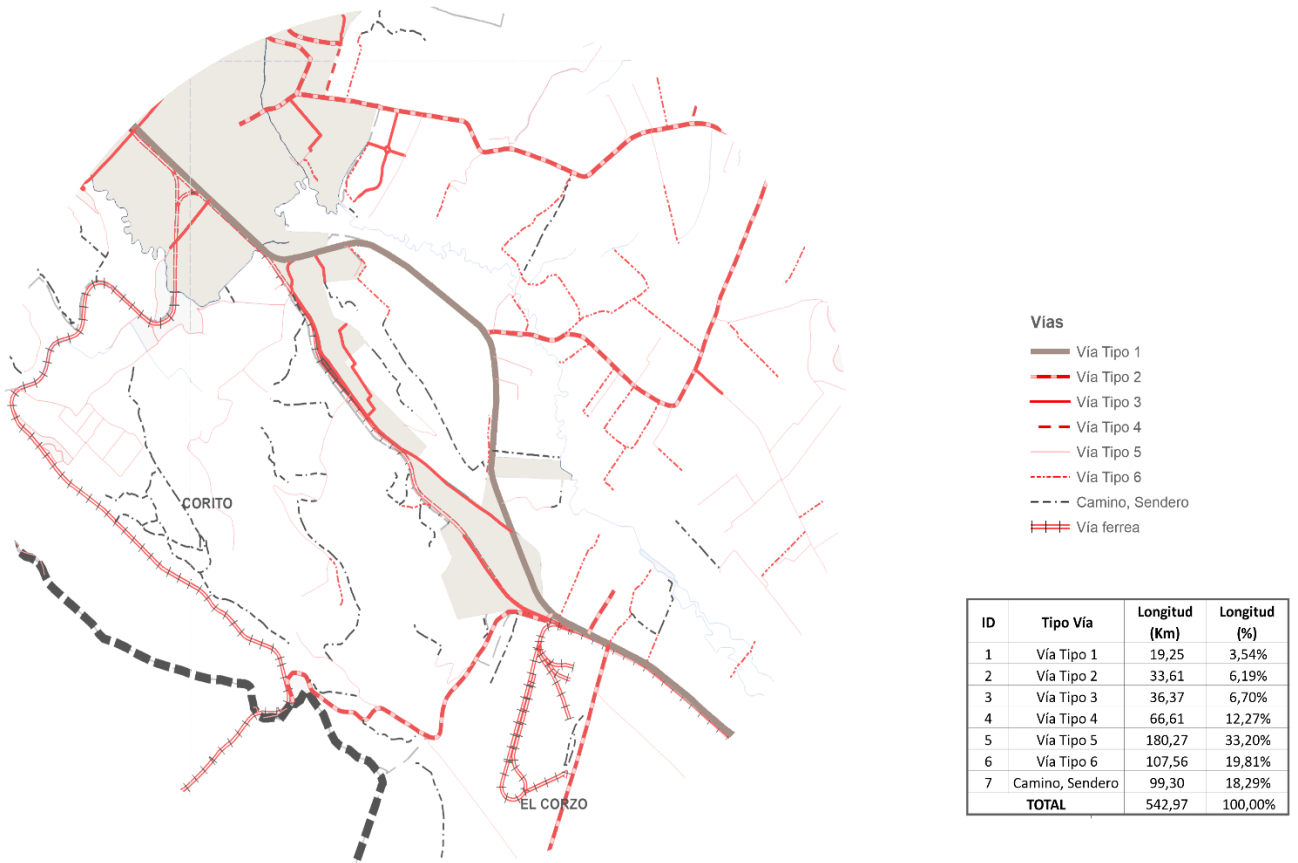 CORITO
EL CORZO
Vías
Vía Tipo 1
Vía Tipo 2
Vía Tipo 3
Vía Tipo 4
Vía Tipo 5
Vía Tipo 6
Camino, Sendero
Vía ferrea
ID Tipo Vía Longitud (Km) Longitud (%)
1 Vía Tipo 1 19,25 3,54%
2 Vía Tipo 2 33,61 6,19%
3 Vía Tipo 3 36,37 6,70%
4 Vía Tipo 4 66,61 12,27%
5 Vía Tipo 5 180,27 33,20%
6 Vía Tipo 6 107,56 19,81%
7 Camino, Sendero 99,30 18,29%
TOTAL 542,97 100,00%